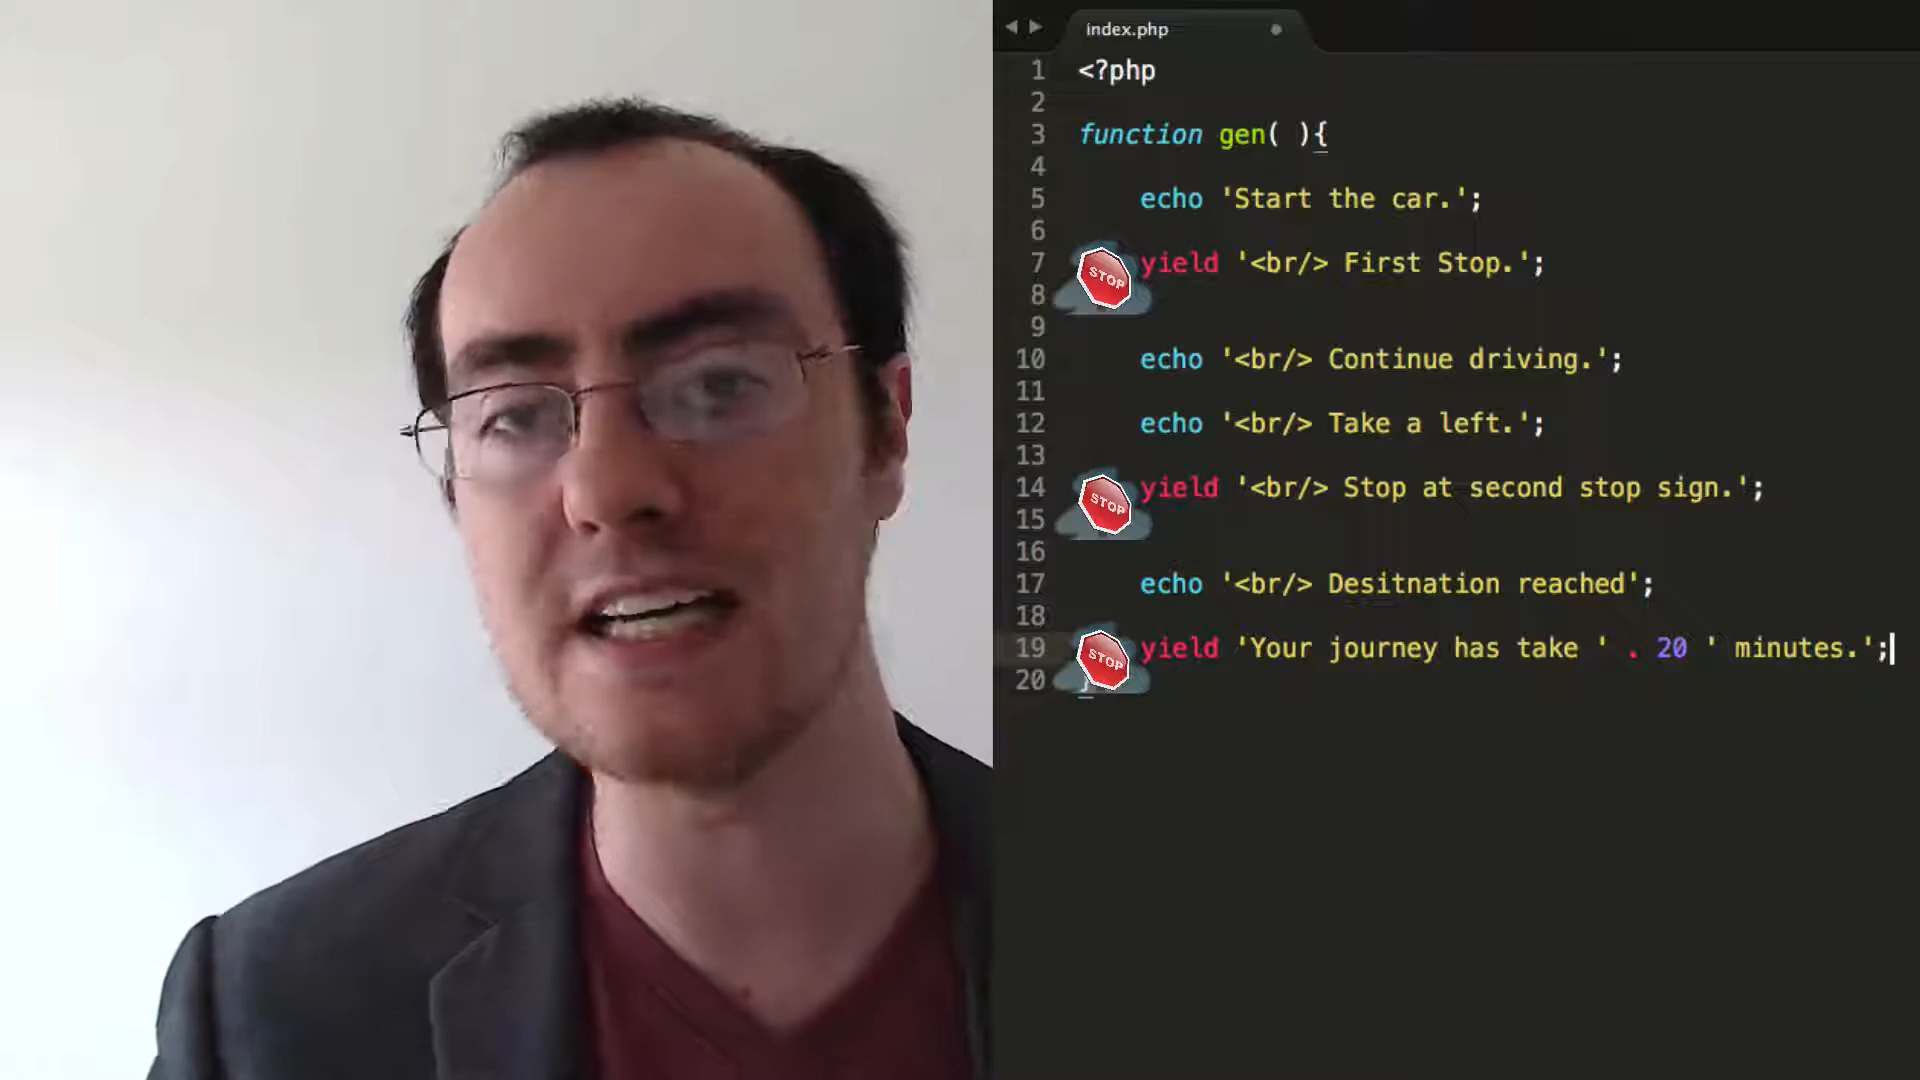 index.php
1 <?php
2
3 function gen( ){
4
5 echo 'Start the car.';
6
7 STOP yield '<br/> First Stop.';
8
9
10 echo '<br/> Continue driving.';
11
12 echo '<br/> Take a left.';
13
14 STOP yield '<br/> Stop at second stop sign.';
15
16
17 echo '<br/> Desitnation reached';
18
19 STOP yield 'Your journey has take ' . 20 ' minutes.';
20 }